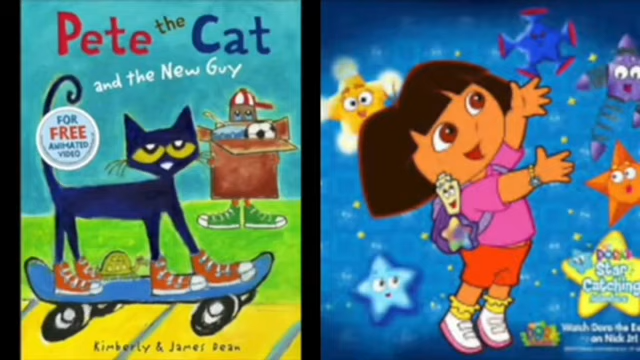 Pete the Cat
and the New Guy
FOR
FREE
ANIMATED
VIDEO
Kimberly & James Dean
DORA
Star
Catching
Watch Dora the Ex
on Nick Jr!